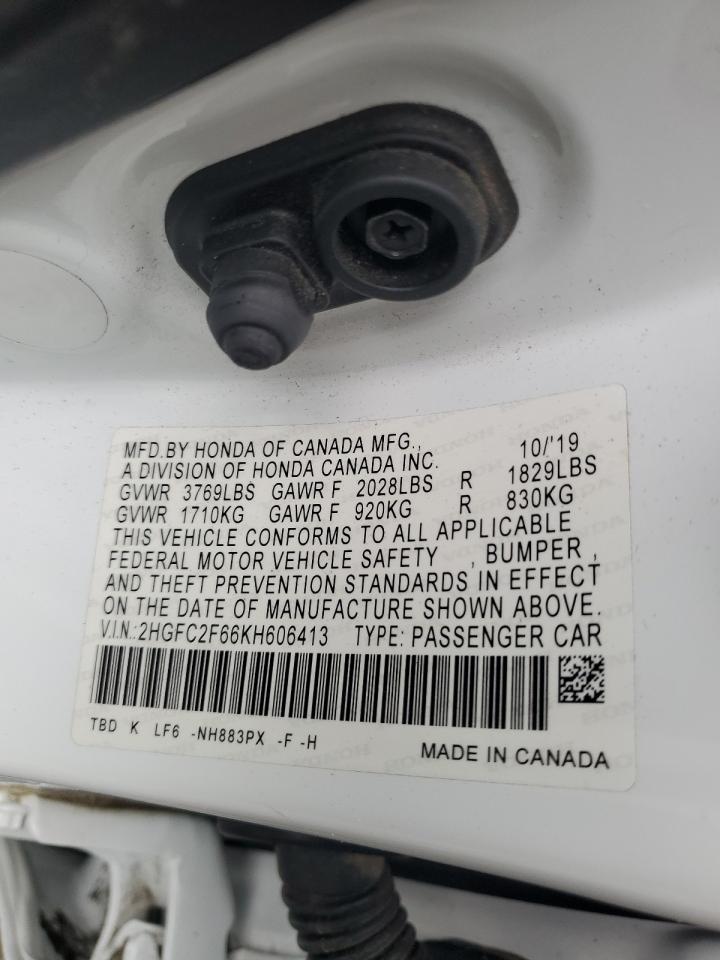 MFD.BY HONDA OF CANADA MFG., 10/'19
A DIVISION OF HONDA CANADA INC.
GVWR 3769LBS GAWR F 2028LBS R 1829LBS
GVWR 1710KG GAWR F 920KG R 830KG
THIS VEHICLE CONFORMS TO ALL APPLICABLE
FEDERAL MOTOR VEHICLE SAFETY , BUMPER ,
AND THEFT PREVENTION STANDARDS IN EFFECT
ON THE DATE OF MANUFACTURE SHOWN ABOVE.
V.I.N.:2HGFC2F66KH606413 TYPE: PASSENGER CAR
TBD K LF6 -NH883PX -F -H
MADE IN CANADA